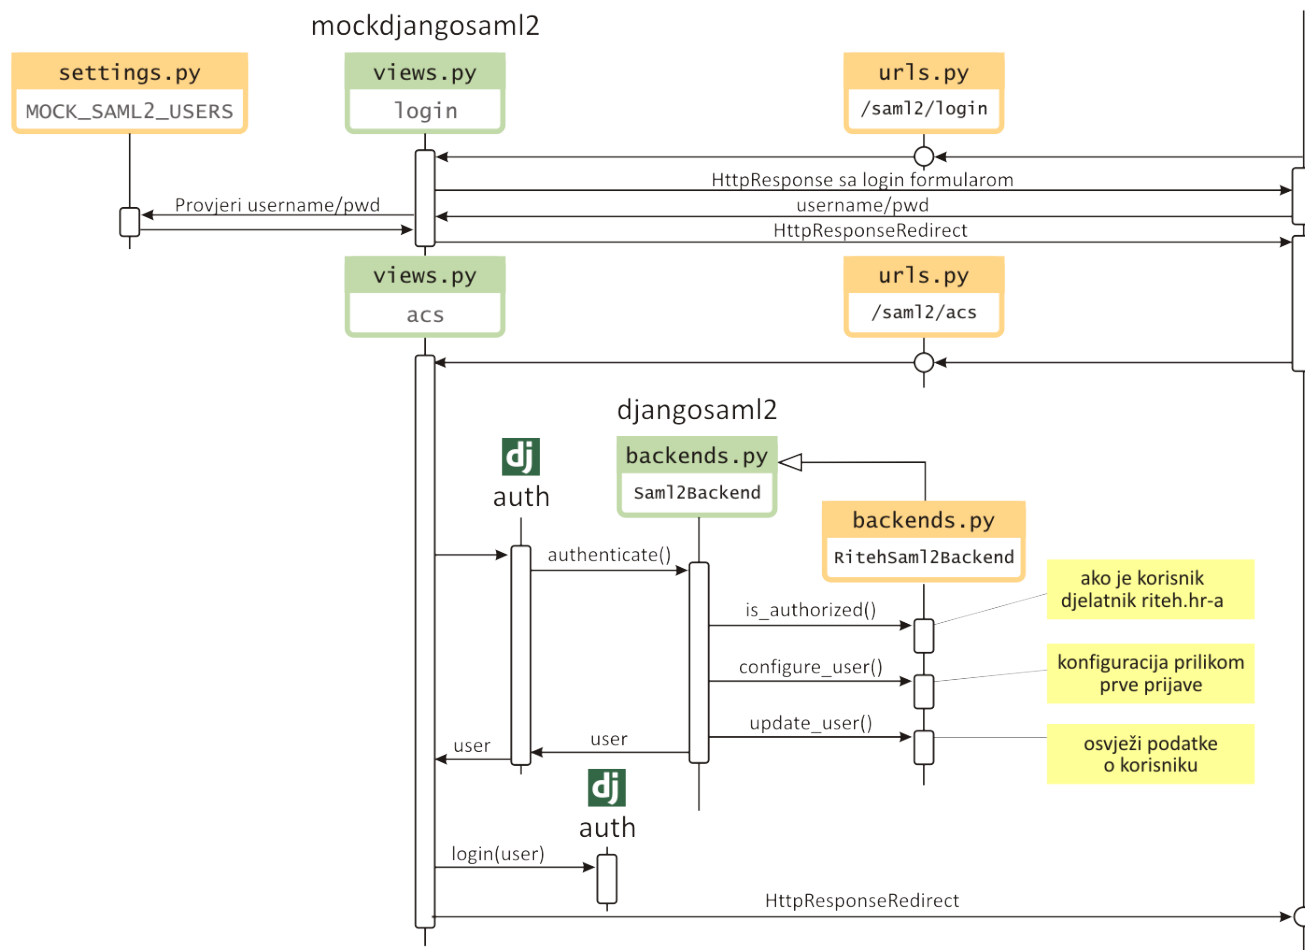 mockdjangosaml2
settings.py
MOCK_SAML2_USERS
views.py
login
urls.py
/saml2/login
HttpResponse sa login formularom
Provjeri username/pwd
username/pwd
HttpResponseRedirect
views.py
acs
urls.py
/saml2/acs
djangosaml2
dj
auth
backends.py
Saml2Backend
backends.py
RitehSaml2Backend
authenticate()
ako je korisnik
djelatnik riteh.hr-a
is_authorized()
configure_user()
konfiguracija prilikom
prve prijave
update_user()
osvježi podatke
o korisniku
user
user
dj
auth
login(user)
HttpResponseRedirect